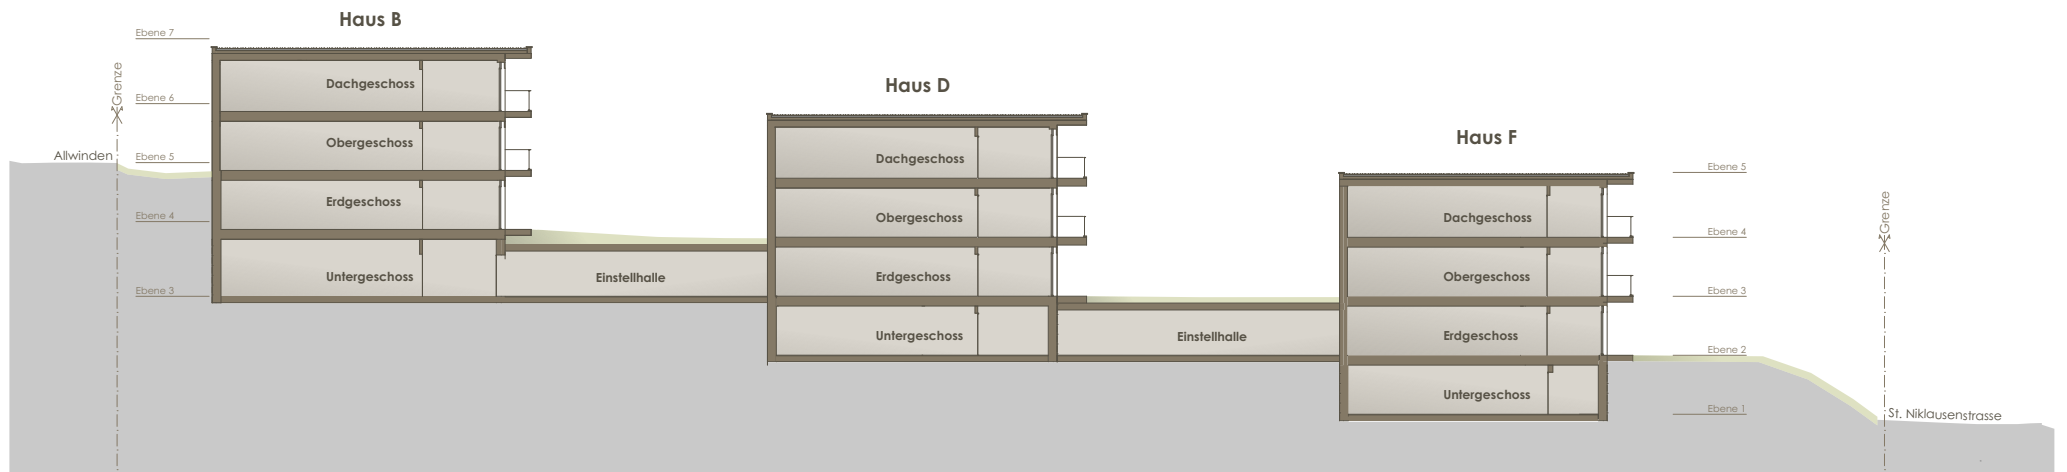 Haus B
Ebene 7
Grenze
Dachgeschoss
Ebene 6
Obergeschoss
Allwinden
Ebene 5
Erdgeschoss
Ebene 4
Untergeschoss
Ebene 3
Einstellhalle
Haus D
Dachgeschoss
Obergeschoss
Erdgeschoss
Untergeschoss
Einstellhalle
Haus F
Dachgeschoss
Obergeschoss
Erdgeschoss
Untergeschoss
Ebene 5
Ebene 4
Ebene 3
Ebene 2
Ebene 1
Grenze
St. Niklausenstrasse